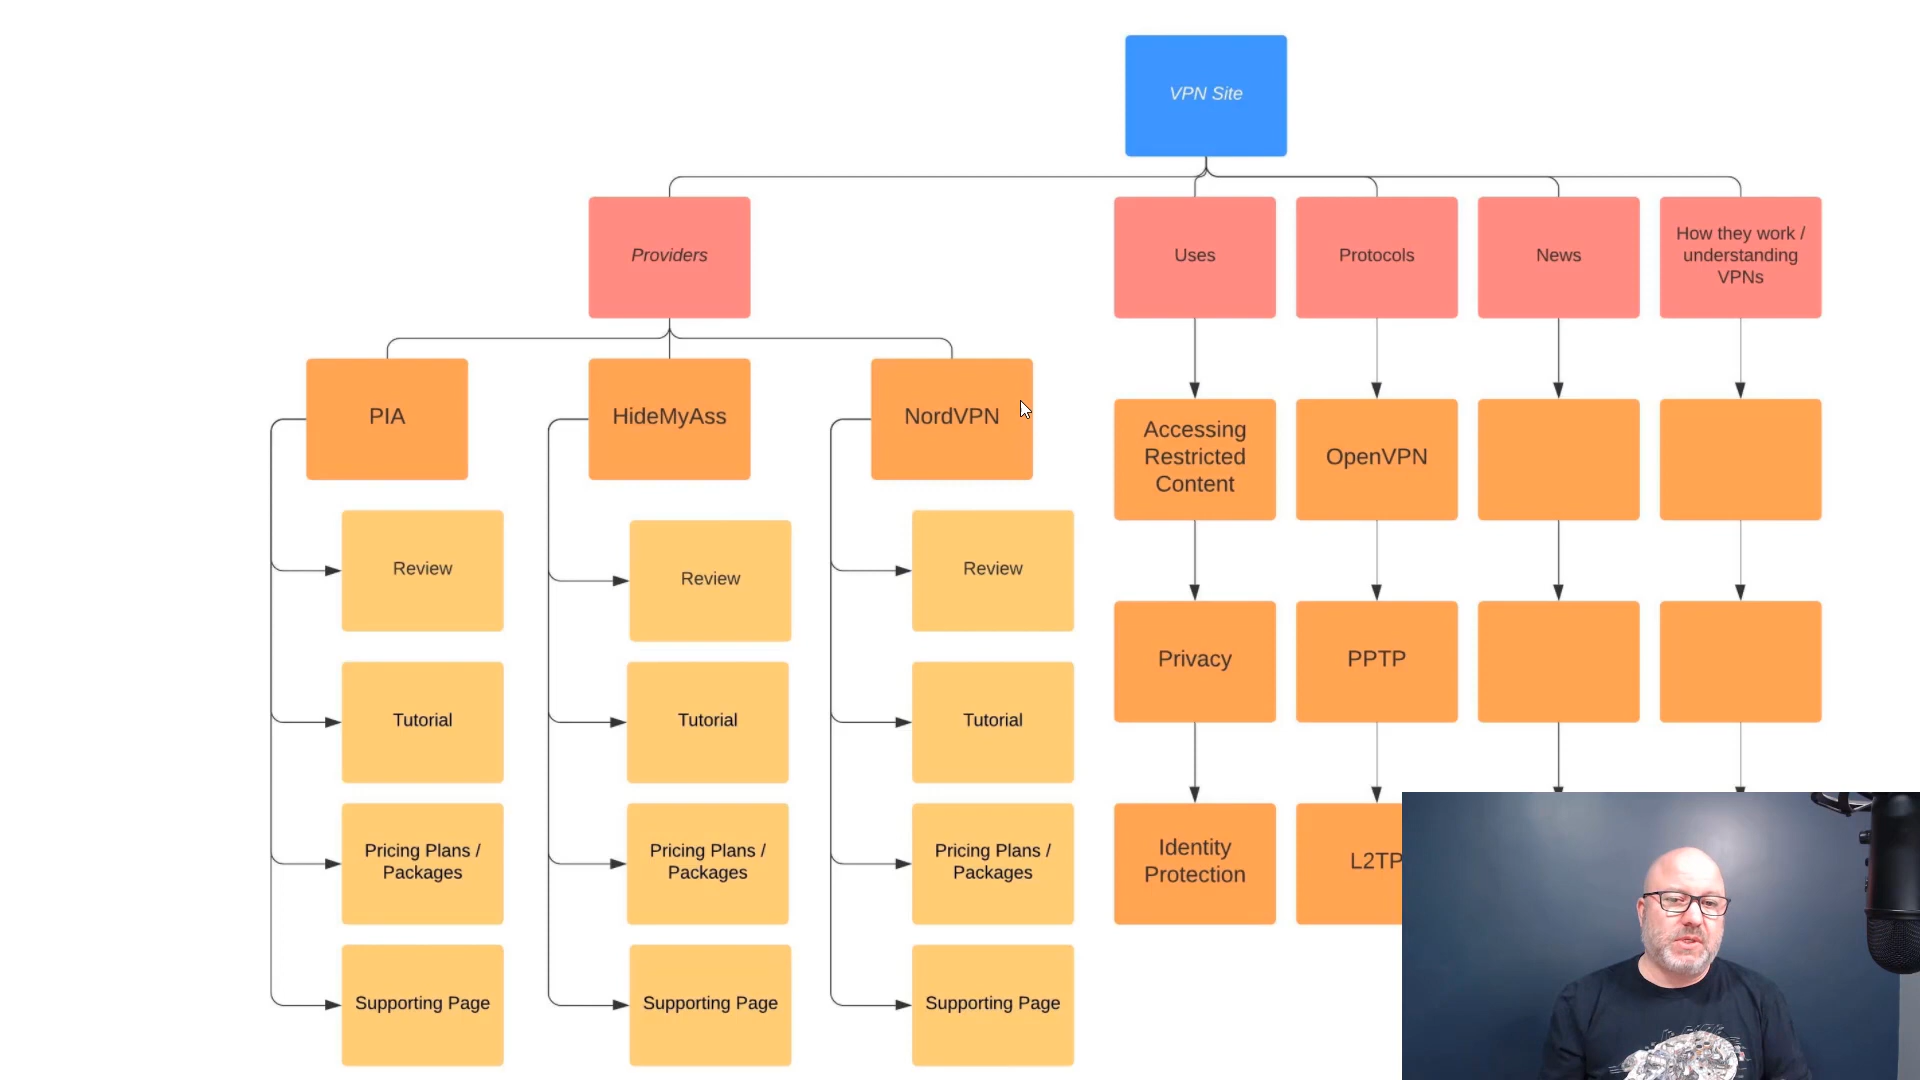 VPN Site
Providers
Uses
Protocols
News
How they work /
understanding
VPNs
PIA
HideMyAss
NordVPN
Accessing
Restricted
Content
OpenVPN
Review
Review
Review
Privacy
PPTP
Tutorial
Tutorial
Tutorial
Pricing Plans /
Packages
Pricing Plans /
Packages
Pricing Plans /
Packages
Identity
Protection
L2TP
Supporting Page
Supporting Page
Supporting Page